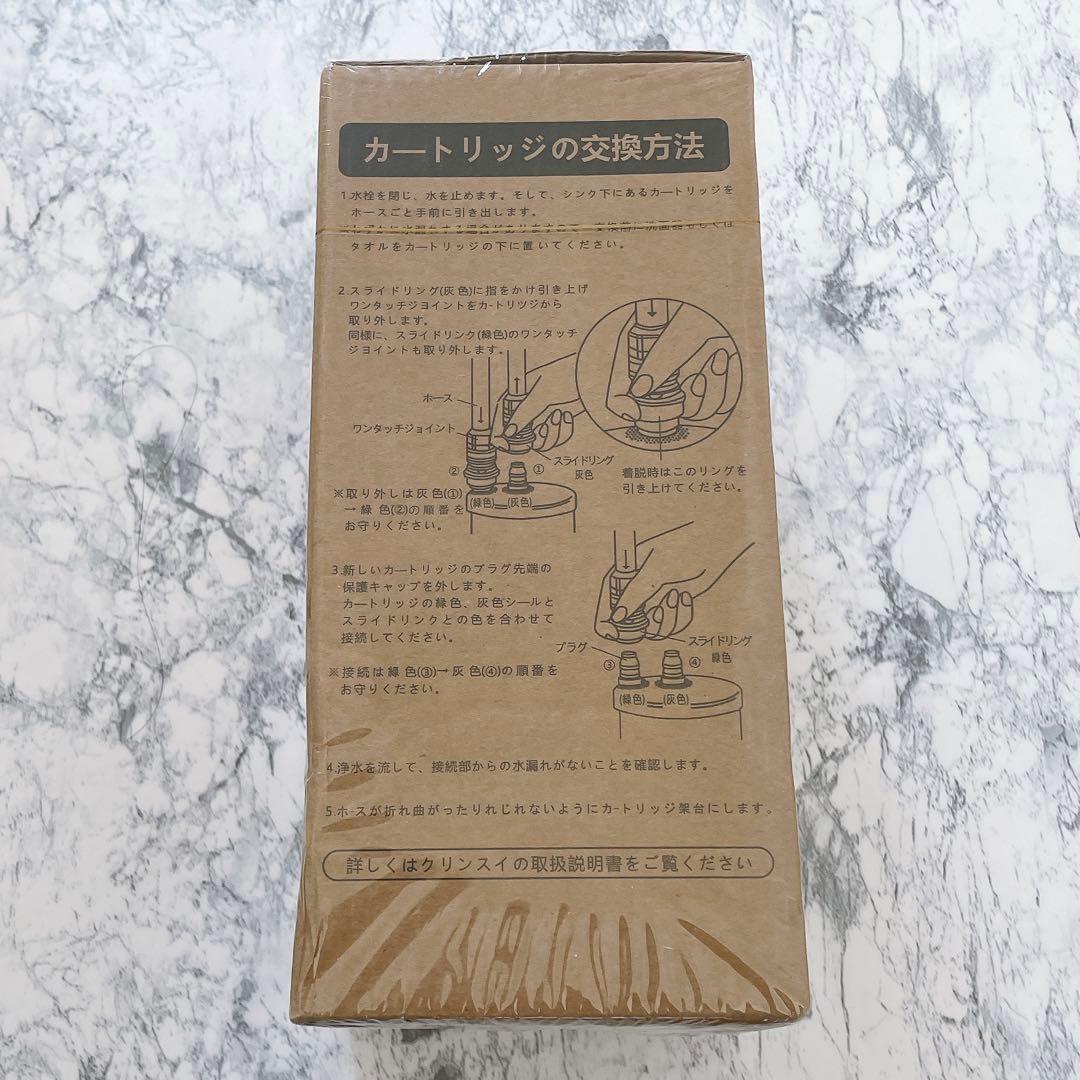 カートリッジの交換方法
1.水栓を閉じ、水を止めます。そして、シンク下にあるカートリッジを
ホースごと手前に引き出します。
タオルをカートリッジの下に置いてください。
2.スライドリング(灰色)に指をかけ引き上げ
ワンタッチジョイントをカートリッジから
取り外します。
同様に、スライドリンク(緑色)のワンタッチ
ジョイントも取り外します。
ホース
ワンタッチジョイント
② ①
スライドリング
灰色
(緑色) (灰色)
着脱時はこのリングを
引き上けてください。
※取り外しは灰色(①)
→緑色(②)の順番を
お守りください。
3.新しいカートリッジのプラグ先端の
保護キャップを外します。
カートリッジの緑色、灰色シールと
スライドリンクとの色を合わせて
接続してください。
※接続は緑色(③)→灰色(④)の順番を
お守りください。
プラグ
スライドリング
緑色
③ ④
(緑色) (灰色)
4.浄水を流して、接続部からの水漏れがないことを確認します。
5.ホースが折れ曲がったりれじれないようにカートリッジ架台にします。
詳しくはクリンスイの取扱説明書をご覧ください